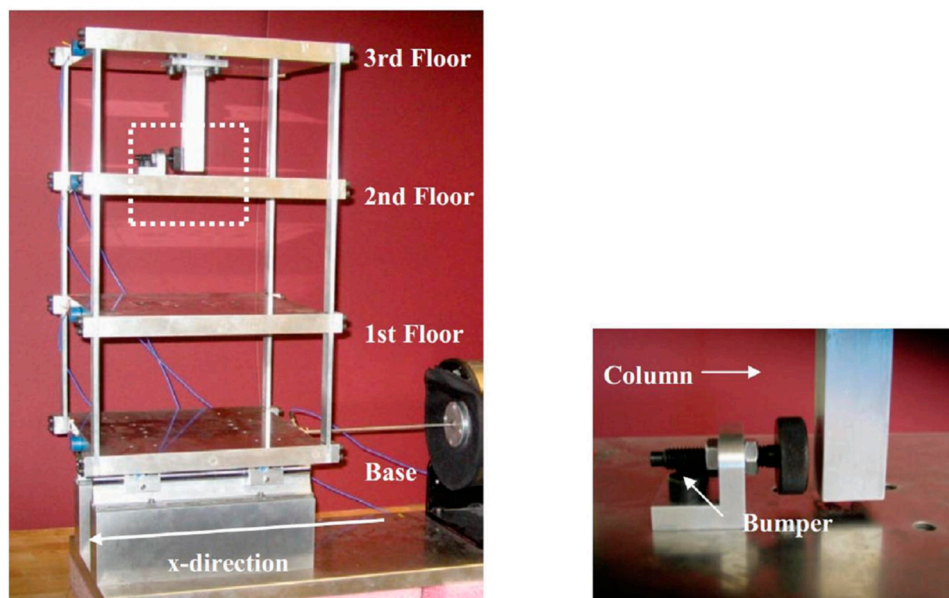 3rd Floor
2nd Floor
1st Floor
Base
x-direction
Column
Bumper